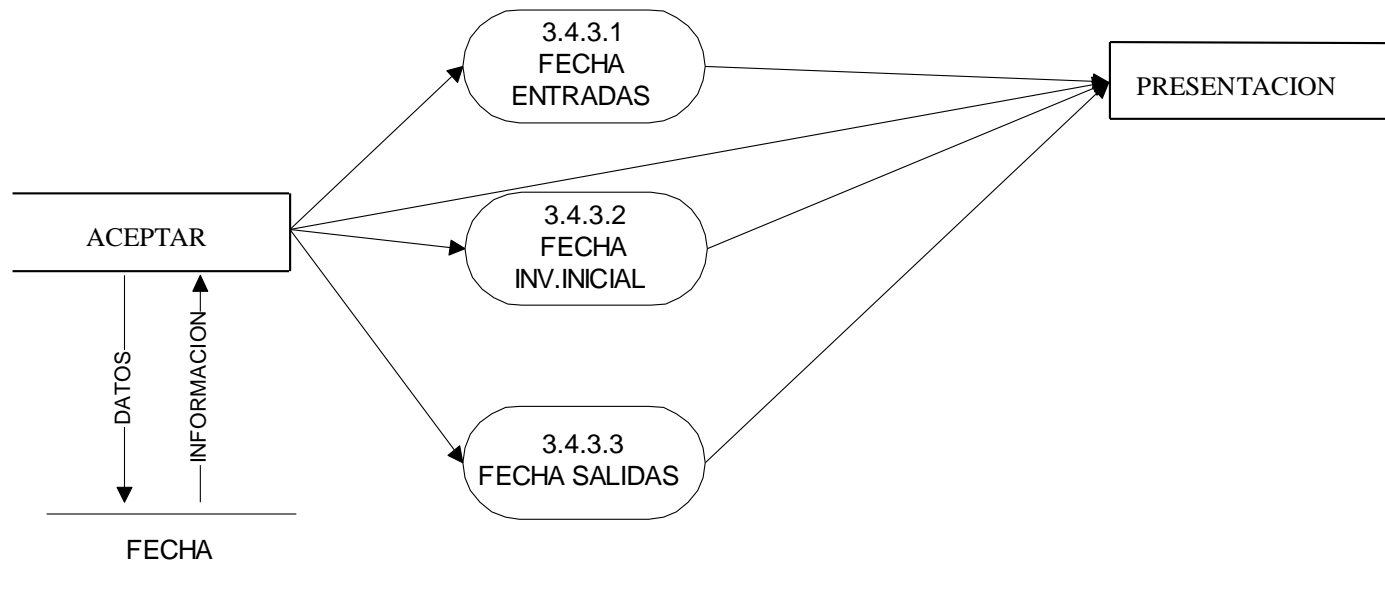 3.4.3.1
FECHA
ENTRADAS
PRESENTACION
ACEPTAR
3.4.3.2
FECHA
INV.INICIAL
DATOS
INFORMACION
3.4.3.3
FECHA SALIDAS
FECHA